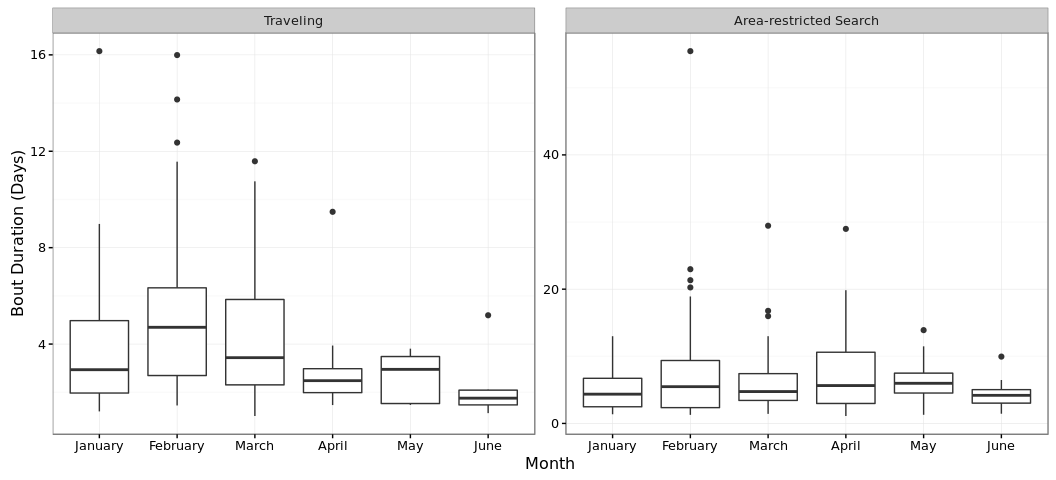 Traveling
Area-restricted Search
Bout Duration (Days)
16
12
8
4
40
20
0
January February March April May June
January February March April May June
Month